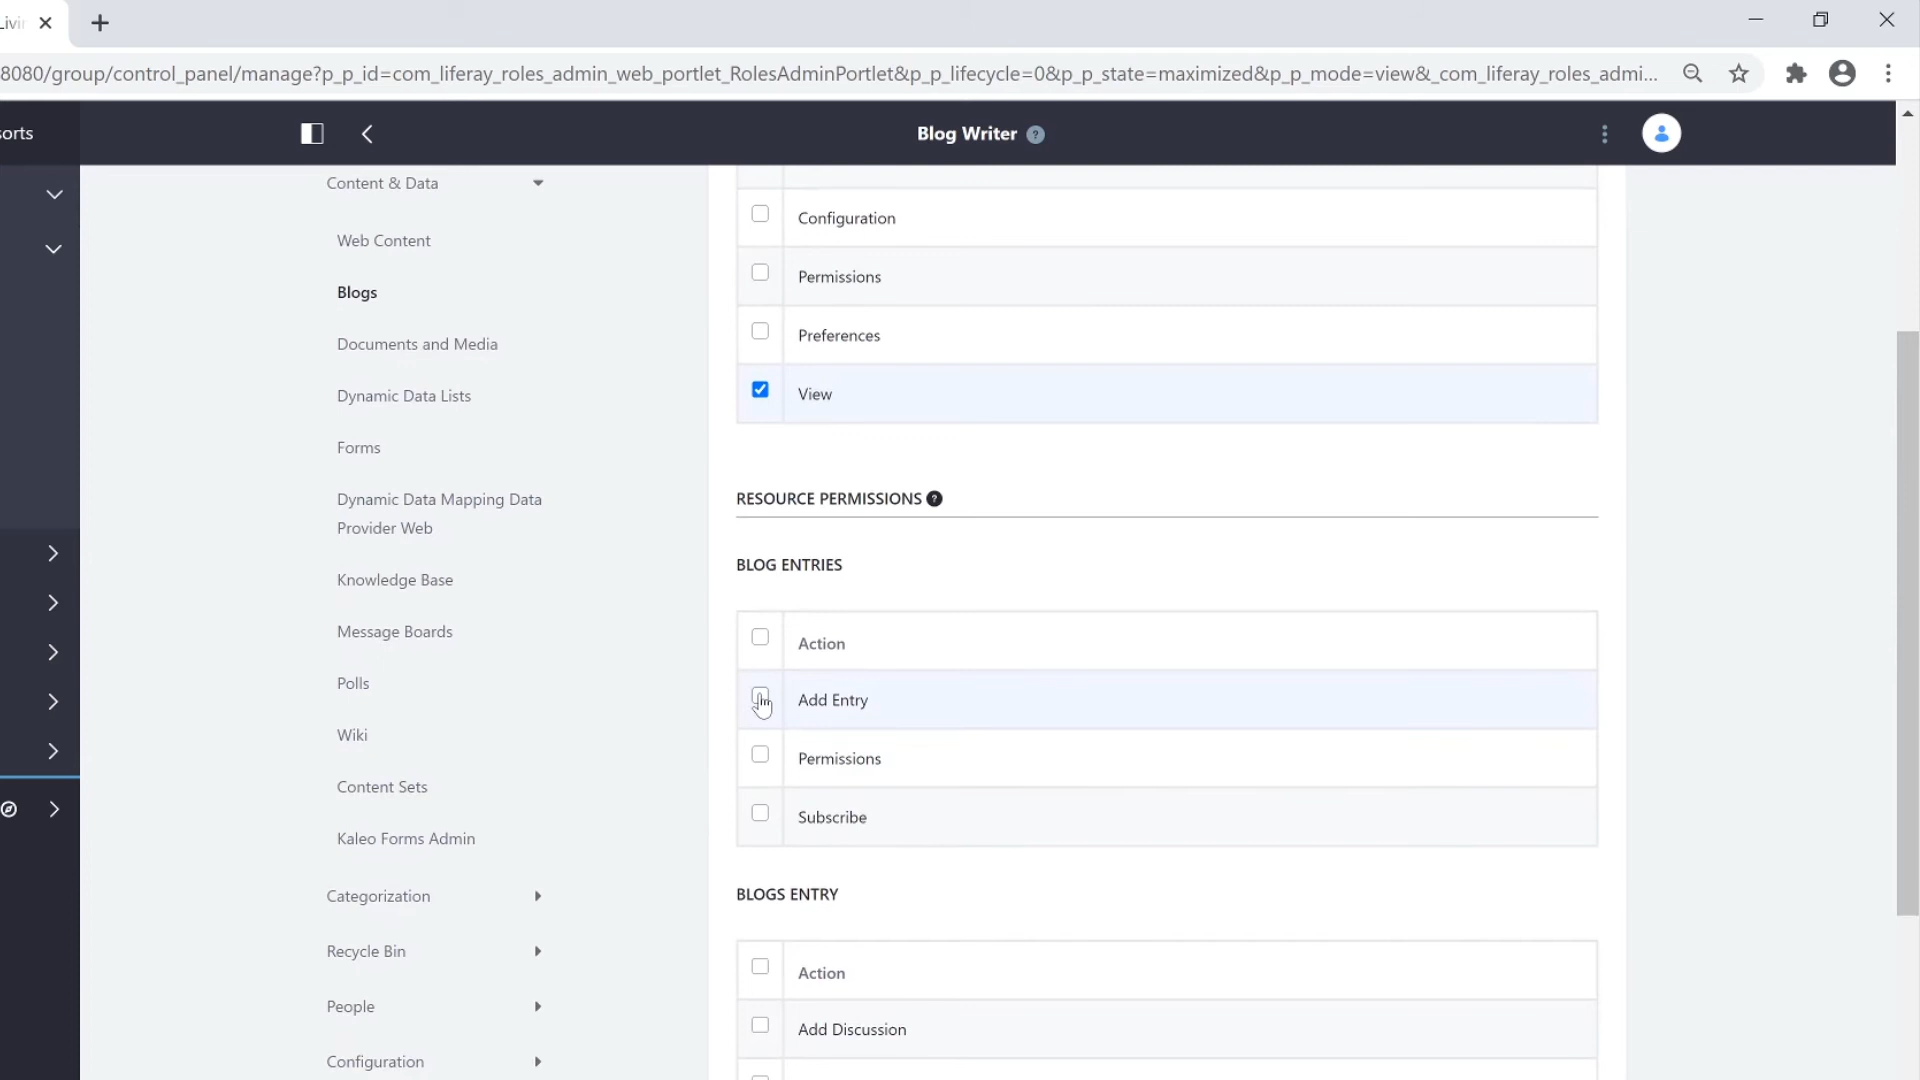 8080/group/control_panel/manage?p_p_id=com_liferay_roles_admin_web_portlet_RolesAdminPortlet&p_p_lifecycle=0&p_p_state=maximized&p_p_mode=view&_com_liferay_roles_admi...
Blog Writer
Content & Data
Web Content
Blogs
Documents and Media
Dynamic Data Lists
Forms
Dynamic Data Mapping Data
Provider Web
Knowledge Base
Message Boards
Polls
Wiki
Content Sets
Kaleo Forms Admin
Categorization
Recycle Bin
People
Configuration
Configuration
Permissions
Preferences
View
RESOURCE PERMISSIONS
BLOG ENTRIES
Action
Add Entry
Permissions
Subscribe
BLOGS ENTRY
Action
Add Discussion